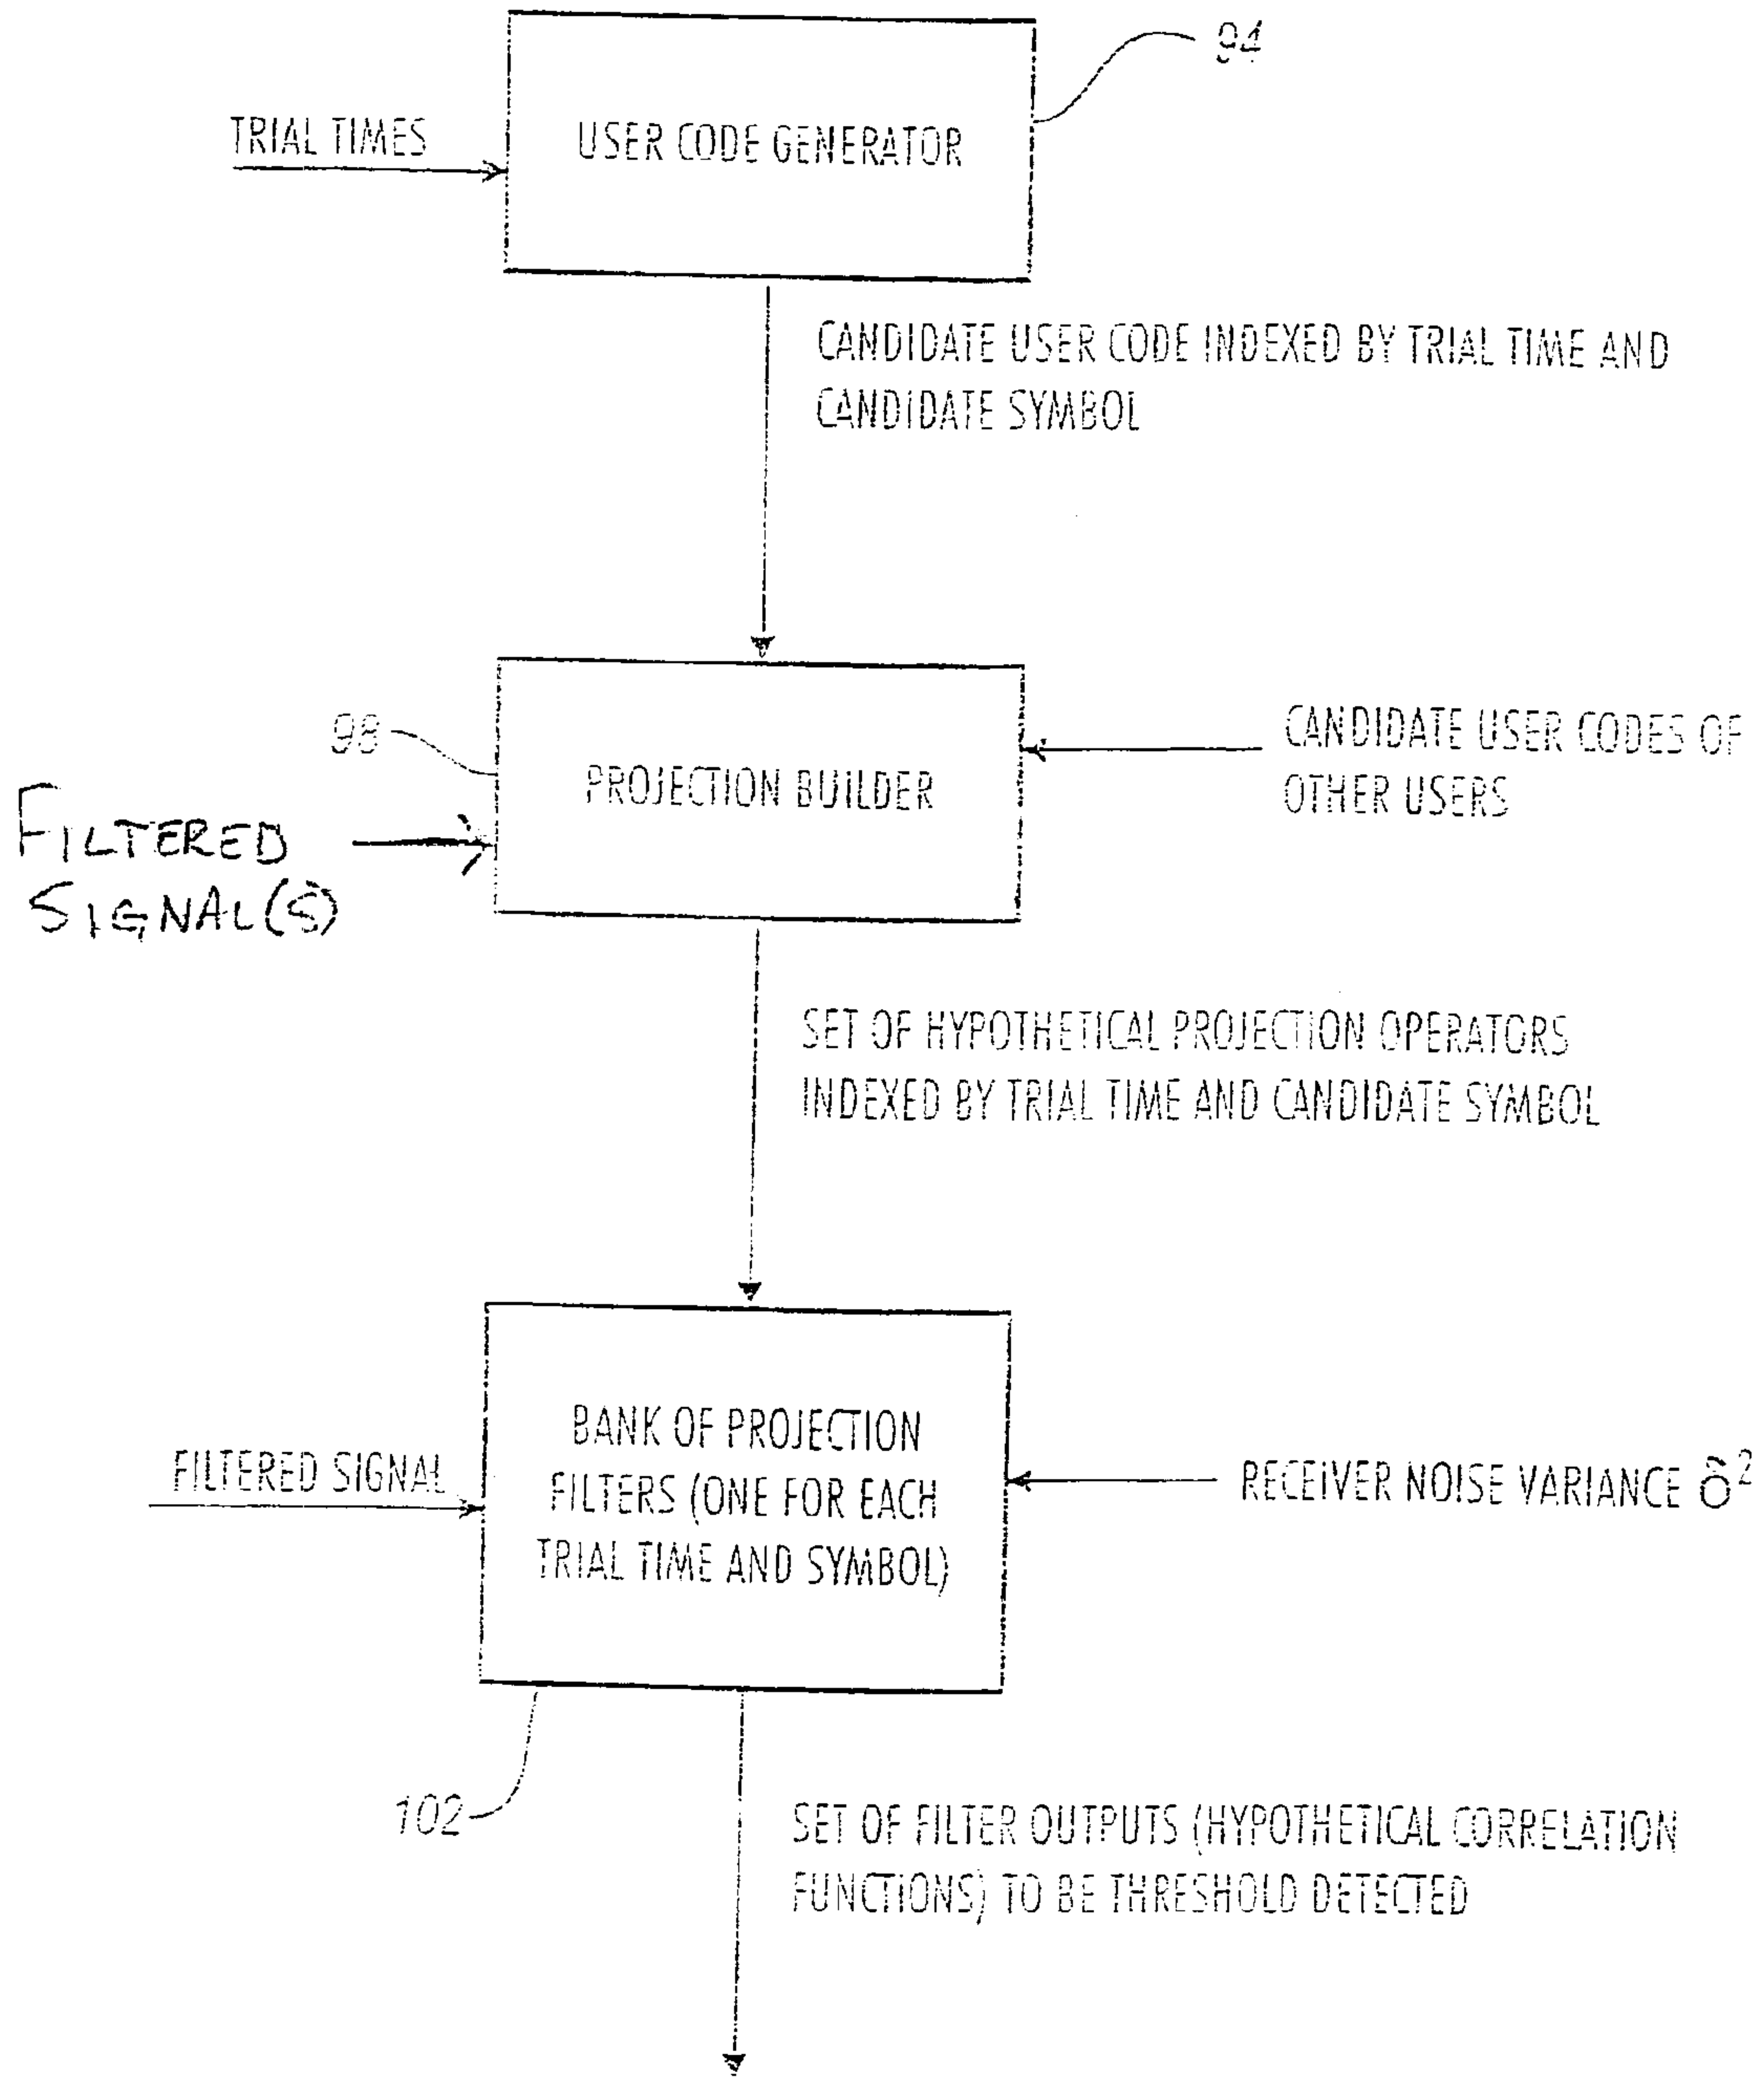 94
TRIAL TIMES
USER CODE GENERATOR
CANDIDATE USER CODE INDEXED BY TRIAL TIME AND
CANDIDATE SYMBOL
98
PROJECTION BUILDER
CANDIDATE USER CODES OF
OTHER USERS
FILTERED
SIGNAL(S)
SET OF HYPOTHETICAL PROJECTION OPERATORS
INDEXED BY TRIAL TIME AND CANDIDATE SYMBOL
BANK OF PROJECTION
FILTERS (ONE FOR EACH
TRIAL TIME AND SYMBOL)
FILTERED SIGNAL
RECEIVER NOISE VARIANCE δ̂²
102
SET OF FILTER OUTPUTS (HYPOTHETICAL CORRELATION
FUNCTIONS) TO BE THRESHOLD DETECTED